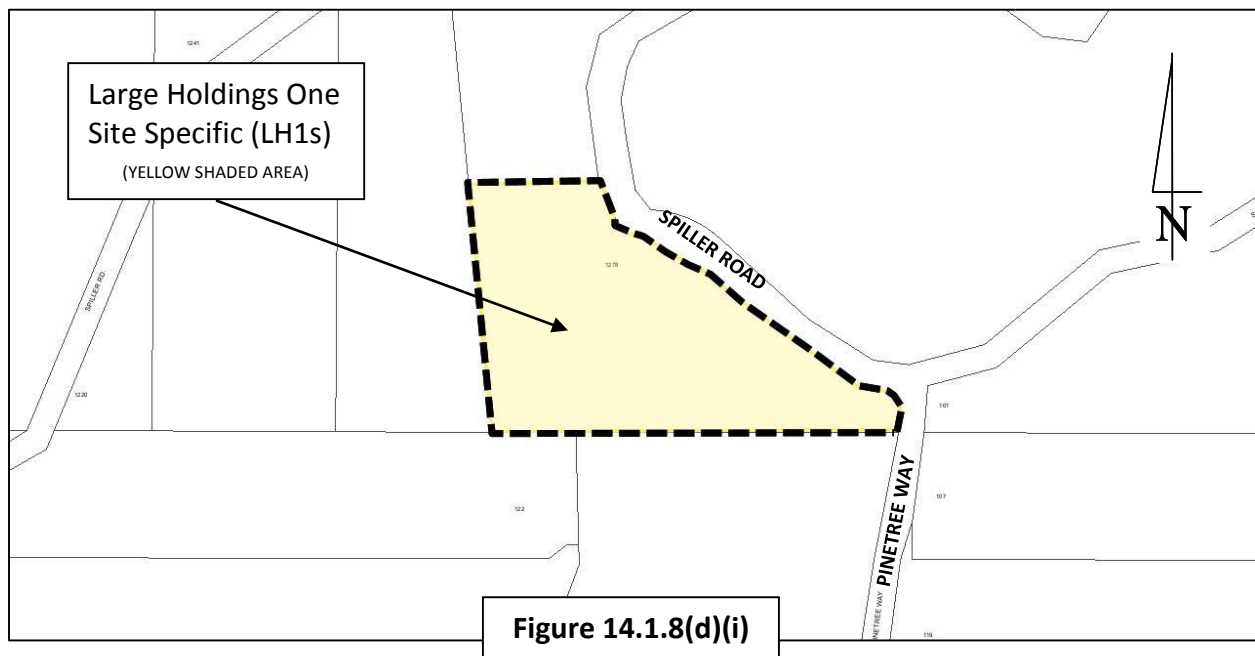 1241
Large Holdings One
Site Specific (LH1s)
(YELLOW SHADED AREA)
N
SPILLER ROAD
1278
SPILLER RD.
1220
101
122
107
PINETREE WAY
Figure 14.1.8(d)(i)
119